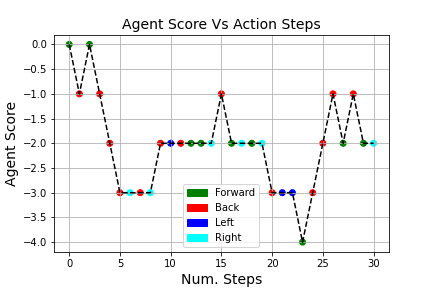 Agent Score Vs Action Steps
0.0
−0.5
−1.0
−1.5
−2.0
−2.5
−3.0
−3.5
−4.0
Agent Score
Forward
Back
Left
Right
0 5 10 15 20 25 30
Num. Steps